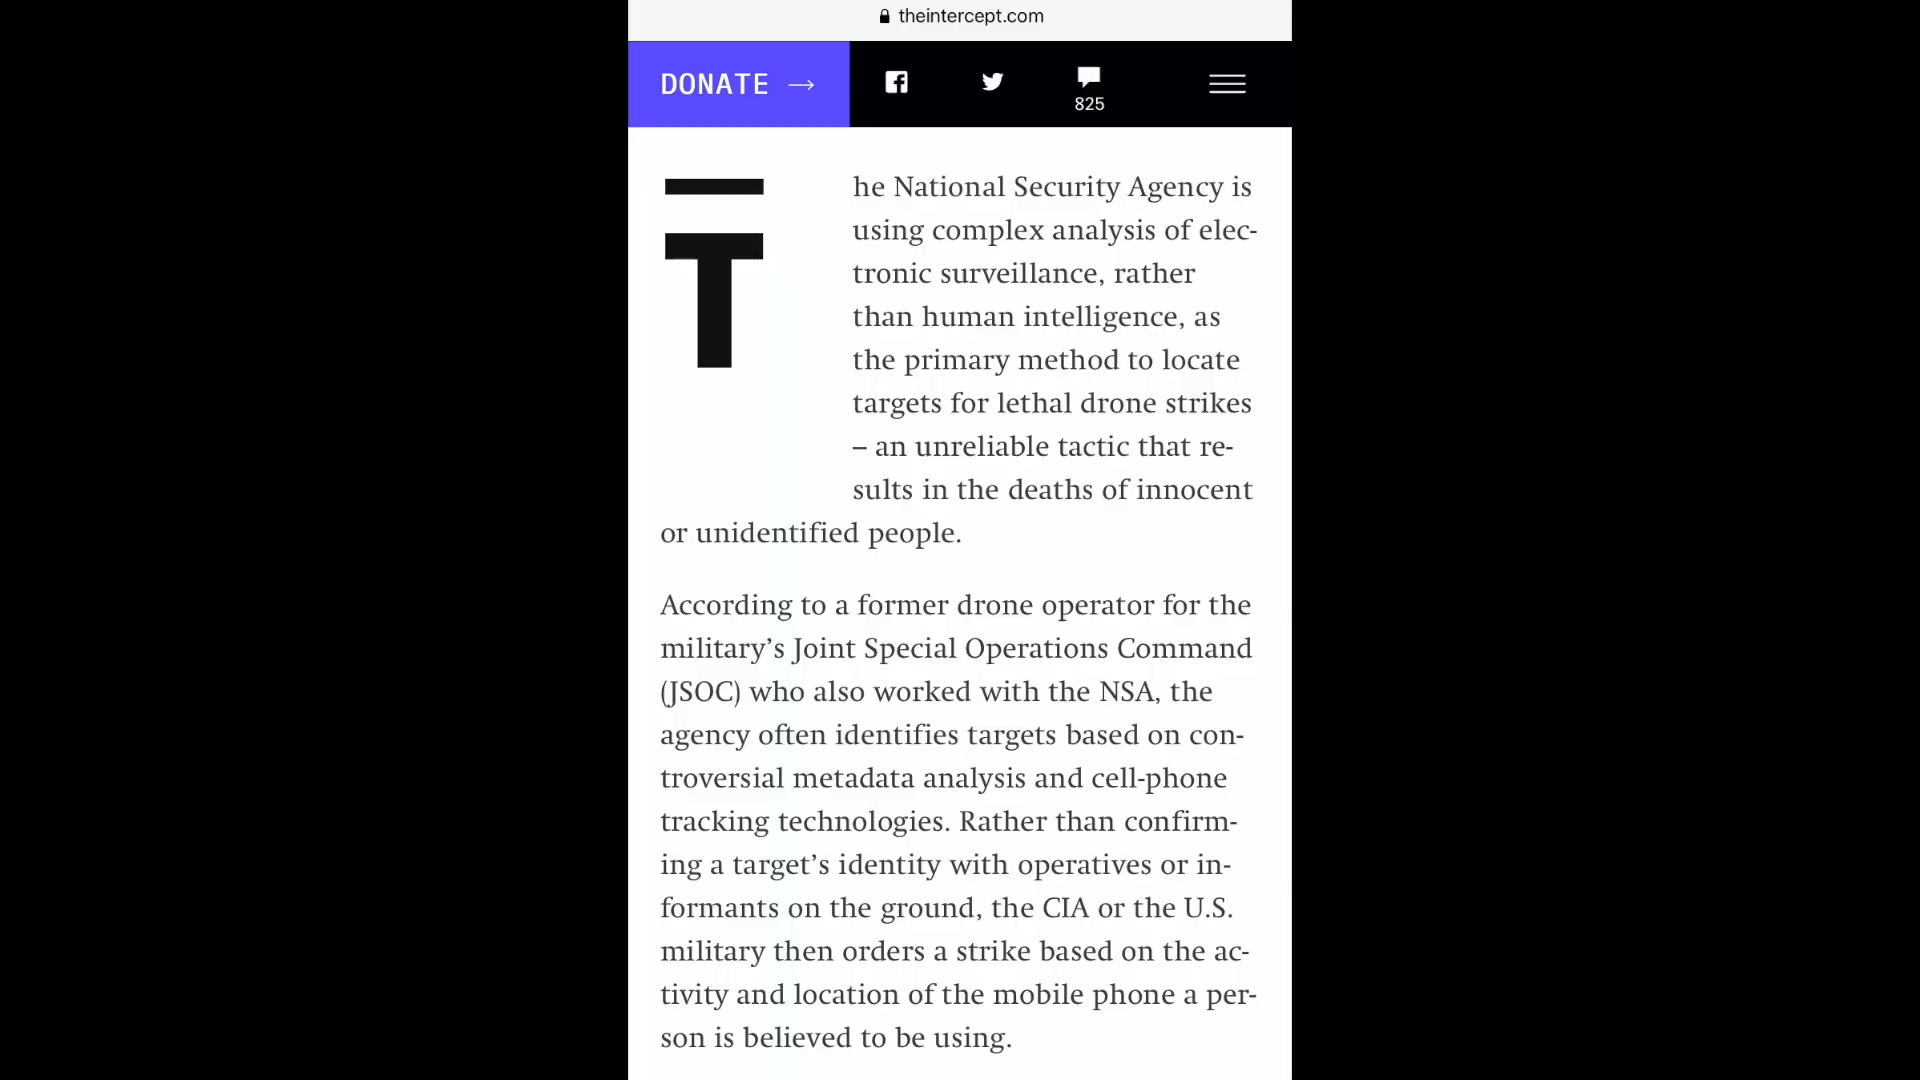 theintercept.com
DONATE →
825
The National Security Agency is
using complex analysis of elec-
tronic surveillance, rather
than human intelligence, as
the primary method to locate
targets for lethal drone strikes
– an unreliable tactic that re-
sults in the deaths of innocent
or unidentified people.
According to a former drone operator for the
military’s Joint Special Operations Command
(JSOC) who also worked with the NSA, the
agency often identifies targets based on con-
troversial metadata analysis and cell-phone
tracking technologies. Rather than confirm-
ing a target’s identity with operatives or in-
formants on the ground, the CIA or the U.S.
military then orders a strike based on the ac-
tivity and location of the mobile phone a per-
son is believed to be using.